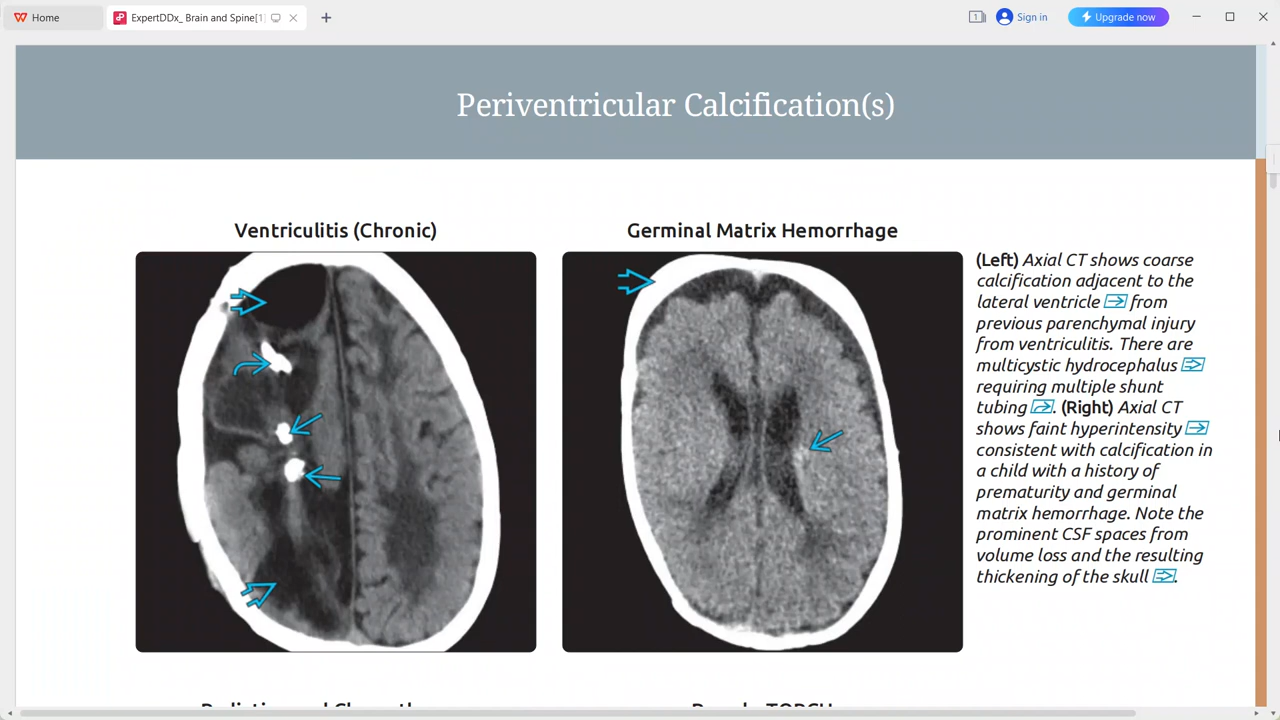 Home
ExpertDDx_ Brain and Spine[1]
1
Sign in
Upgrade now
Periventricular Calcification(s)
Ventriculitis (Chronic)
Germinal Matrix Hemorrhage
(Left) Axial CT shows coarse
calcification adjacent to the
lateral ventricle from
previous parenchymal injury
from ventriculitis. There are
multicystic hydrocephalus
requiring multiple shunt
tubing. (Right) Axial CT
shows faint hyperintensity
consistent with calcification in
a child with a history of
prematurity and germinal
matrix hemorrhage. Note the
prominent CSF spaces from
volume loss and the resulting
thickening of the skull.